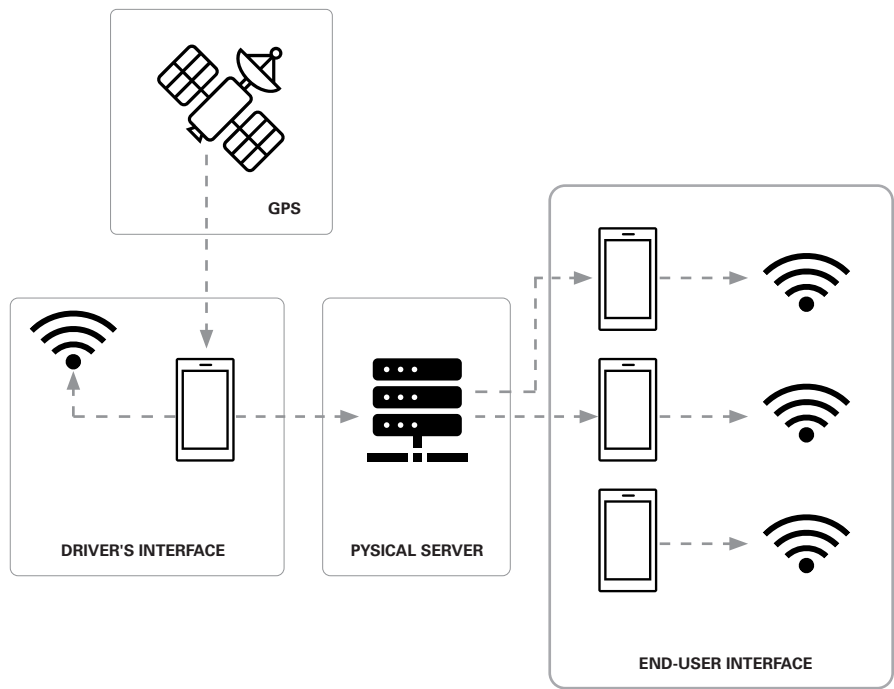 GPS
DRIVER'S INTERFACE
PYSICAL SERVER
END-USER INTERFACE